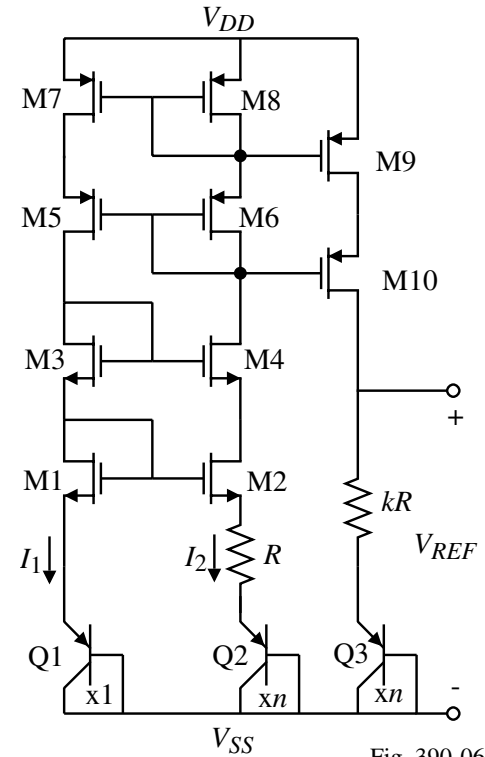 VDD
M7
M8
M9
M5
M6
M10
M3
M4
+
M1
M2
kR
I1
I2
R
VREF
Q1
Q2
Q3
x1
xn
xn
-
VSS
Fig. 390-06